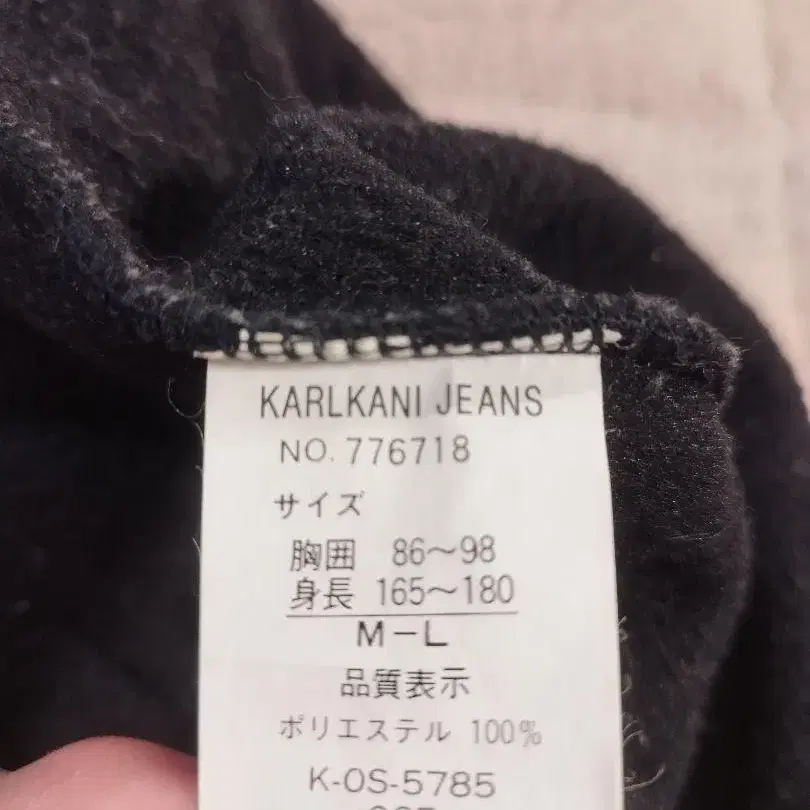 KARLKANI JEANS
NO. 776718
サイズ
胸囲 86〜98
身長 165〜180
M-L
品質表示
ポリエステル 100%
K-OS-5785